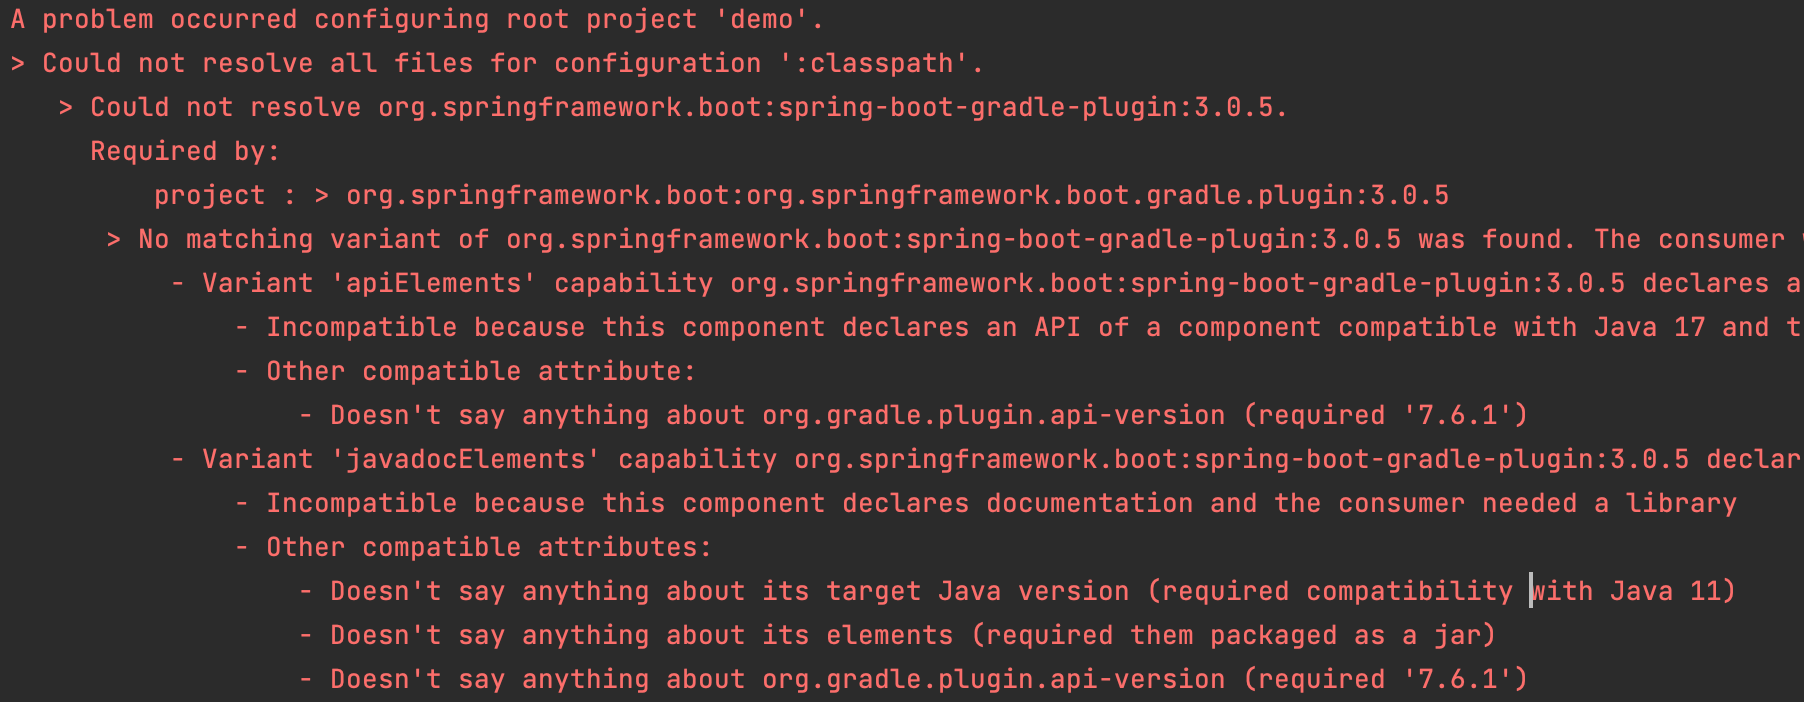 A problem occurred configuring root project 'demo'.
> Could not resolve all files for configuration ':classpath'.
> Could not resolve org.springframework.boot:spring-boot-gradle-plugin:3.0.5.
Required by:
project : > org.springframework.boot:org.springframework.boot.gradle.plugin:3.0.5
> No matching variant of org.springframework.boot:spring-boot-gradle-plugin:3.0.5 was found. The consumer
- Variant 'apiElements' capability org.springframework.boot:spring-boot-gradle-plugin:3.0.5 declares a
- Incompatible because this component declares an API of a component compatible with Java 17 and t
- Other compatible attribute:
- Doesn't say anything about org.gradle.plugin.api-version (required '7.6.1')
- Variant 'javadocElements' capability org.springframework.boot:spring-boot-gradle-plugin:3.0.5 declar
- Incompatible because this component declares documentation and the consumer needed a library
- Other compatible attributes:
- Doesn't say anything about its target Java version (required compatibility with Java 11)
- Doesn't say anything about its elements (required them packaged as a jar)
- Doesn't say anything about org.gradle.plugin.api-version (required '7.6.1')